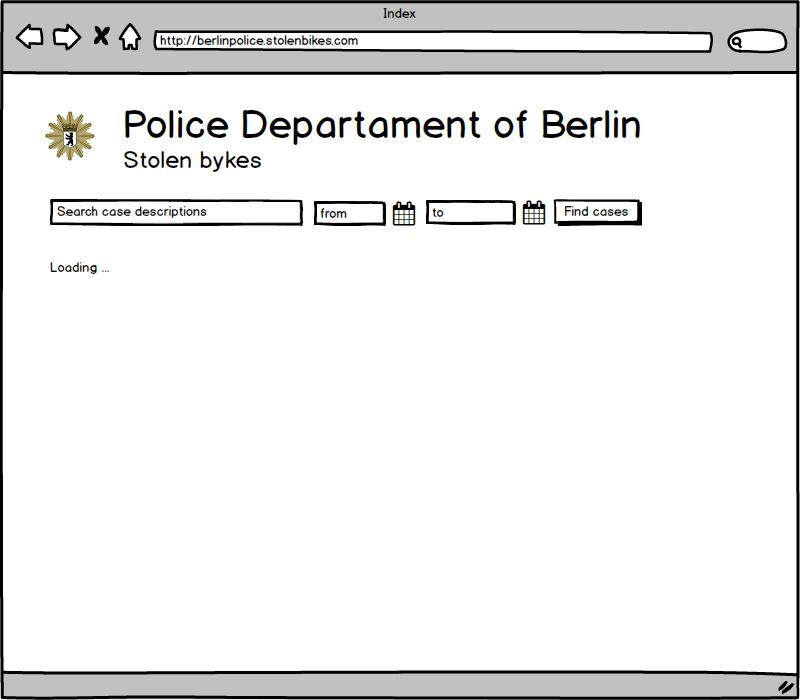 Index
http://berlinpolice.stolenbikes.com
Police Departament of Berlin
Stolen bykes
Search case descriptions from to Find cases
Loading ...